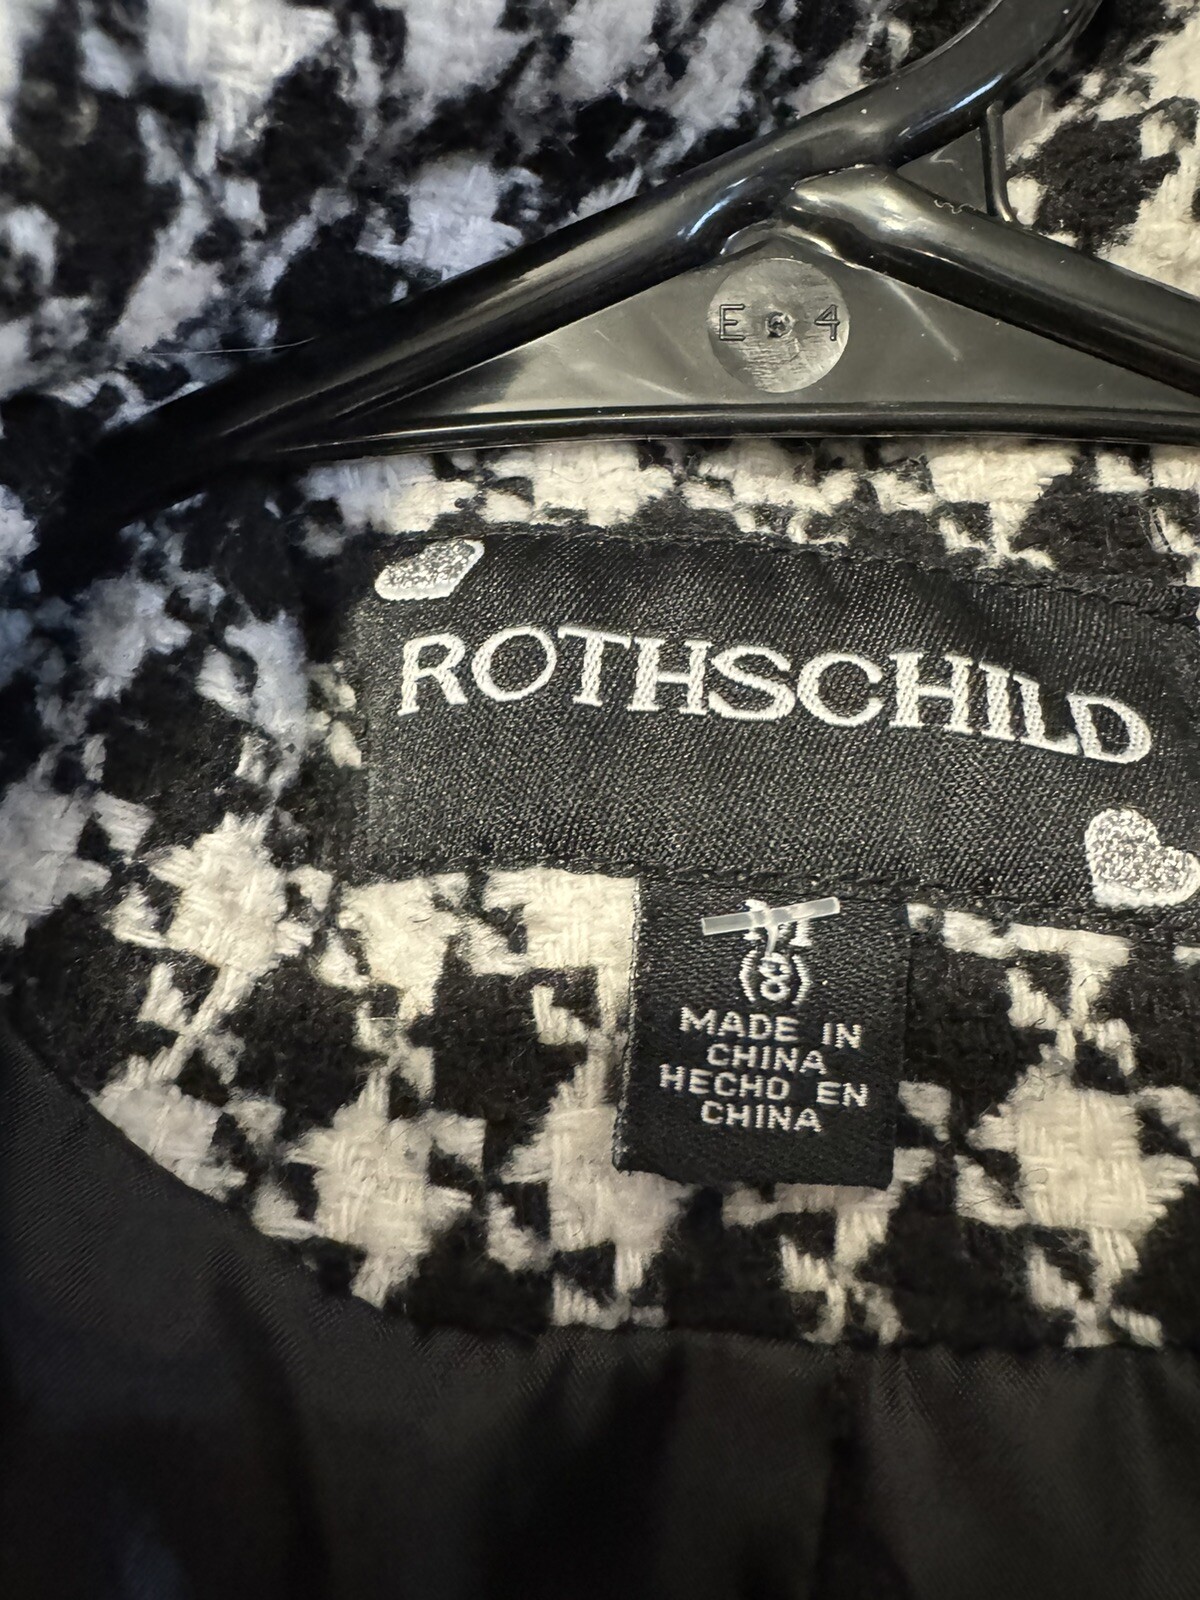 E 4
ROTHSCHILD
(8)
MADE IN
CHINA
HECHO EN
CHINA